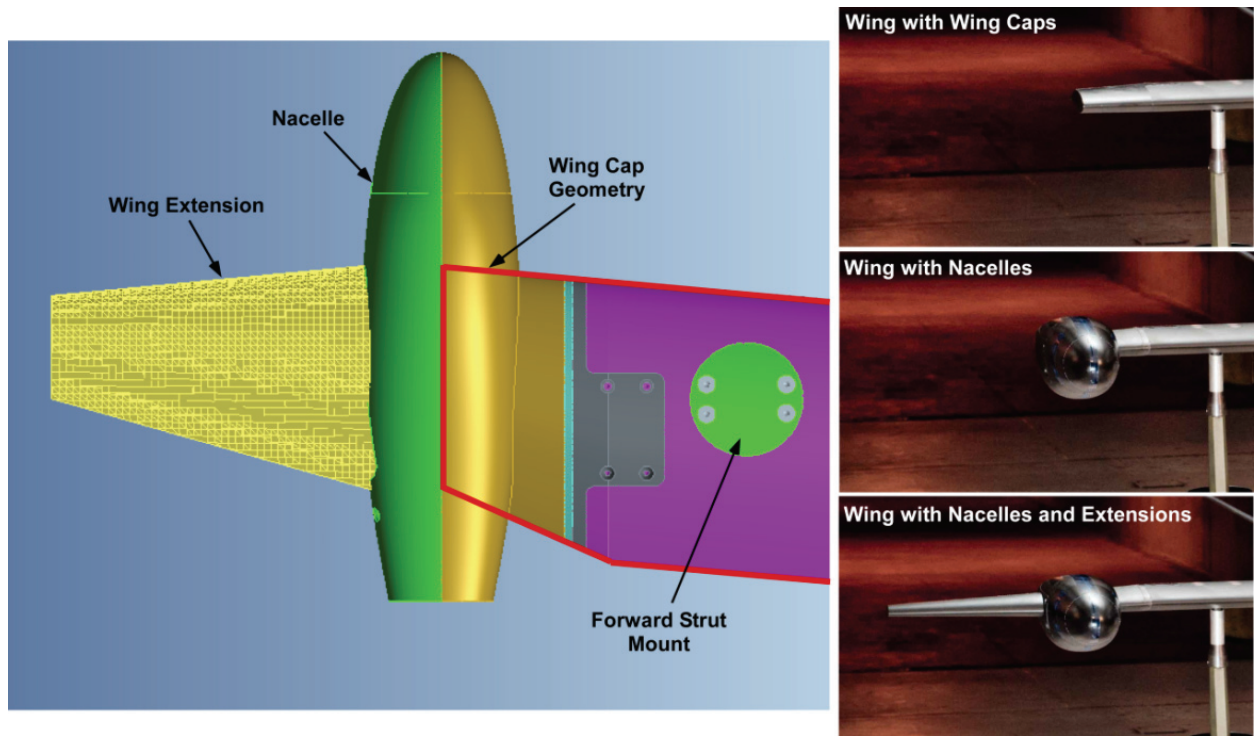 Nacelle
Wing Extension
Wing Cap
Geometry
Forward Strut
Mount
Wing with Wing Caps
Wing with Nacelles
Wing with Nacelles and Extensions